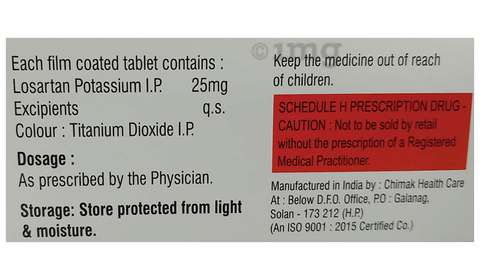 Each film coated tablet contains :
Losartan Potassium I.P. 25mg
Excipients q.s.
Colour : Titanium Dioxide I.P.
Dosage :
As prescribed by the Physician.
Storage: Store protected from light
& moisture.
1mg
Keep the medicine out of reach
of children.
SCHEDULE H PRESCRIPTION DRUG -
CAUTION : Not to be sold by retail
without the prescription of a Registered
Medical Practitioner.
Manufactured in India by : Chimak Health Care
At : Below D.F.O. Office, P.O : Galanag,
Solan - 173 212 (H.P.)
(An ISO 9001 : 2015 Certified Co.)